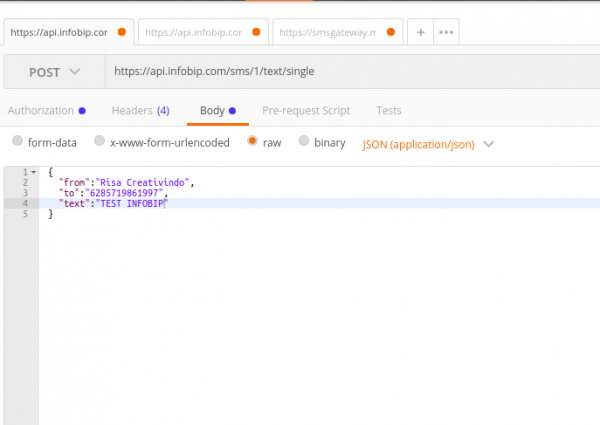 https://api.infobip.cor https://api.infobip.cor https://smsgateway.m + •••
POST https://api.infobip.com/sms/1/text/single
Authorization Headers (4) Body Pre-request Script Tests
form-data x-www-form-urlencoded raw binary JSON (application/json)
1 {
2 "from":"Risa Creativindo",
3 "to":"6285719861997",
4 "text":"TEST INFOBIP"
5 }